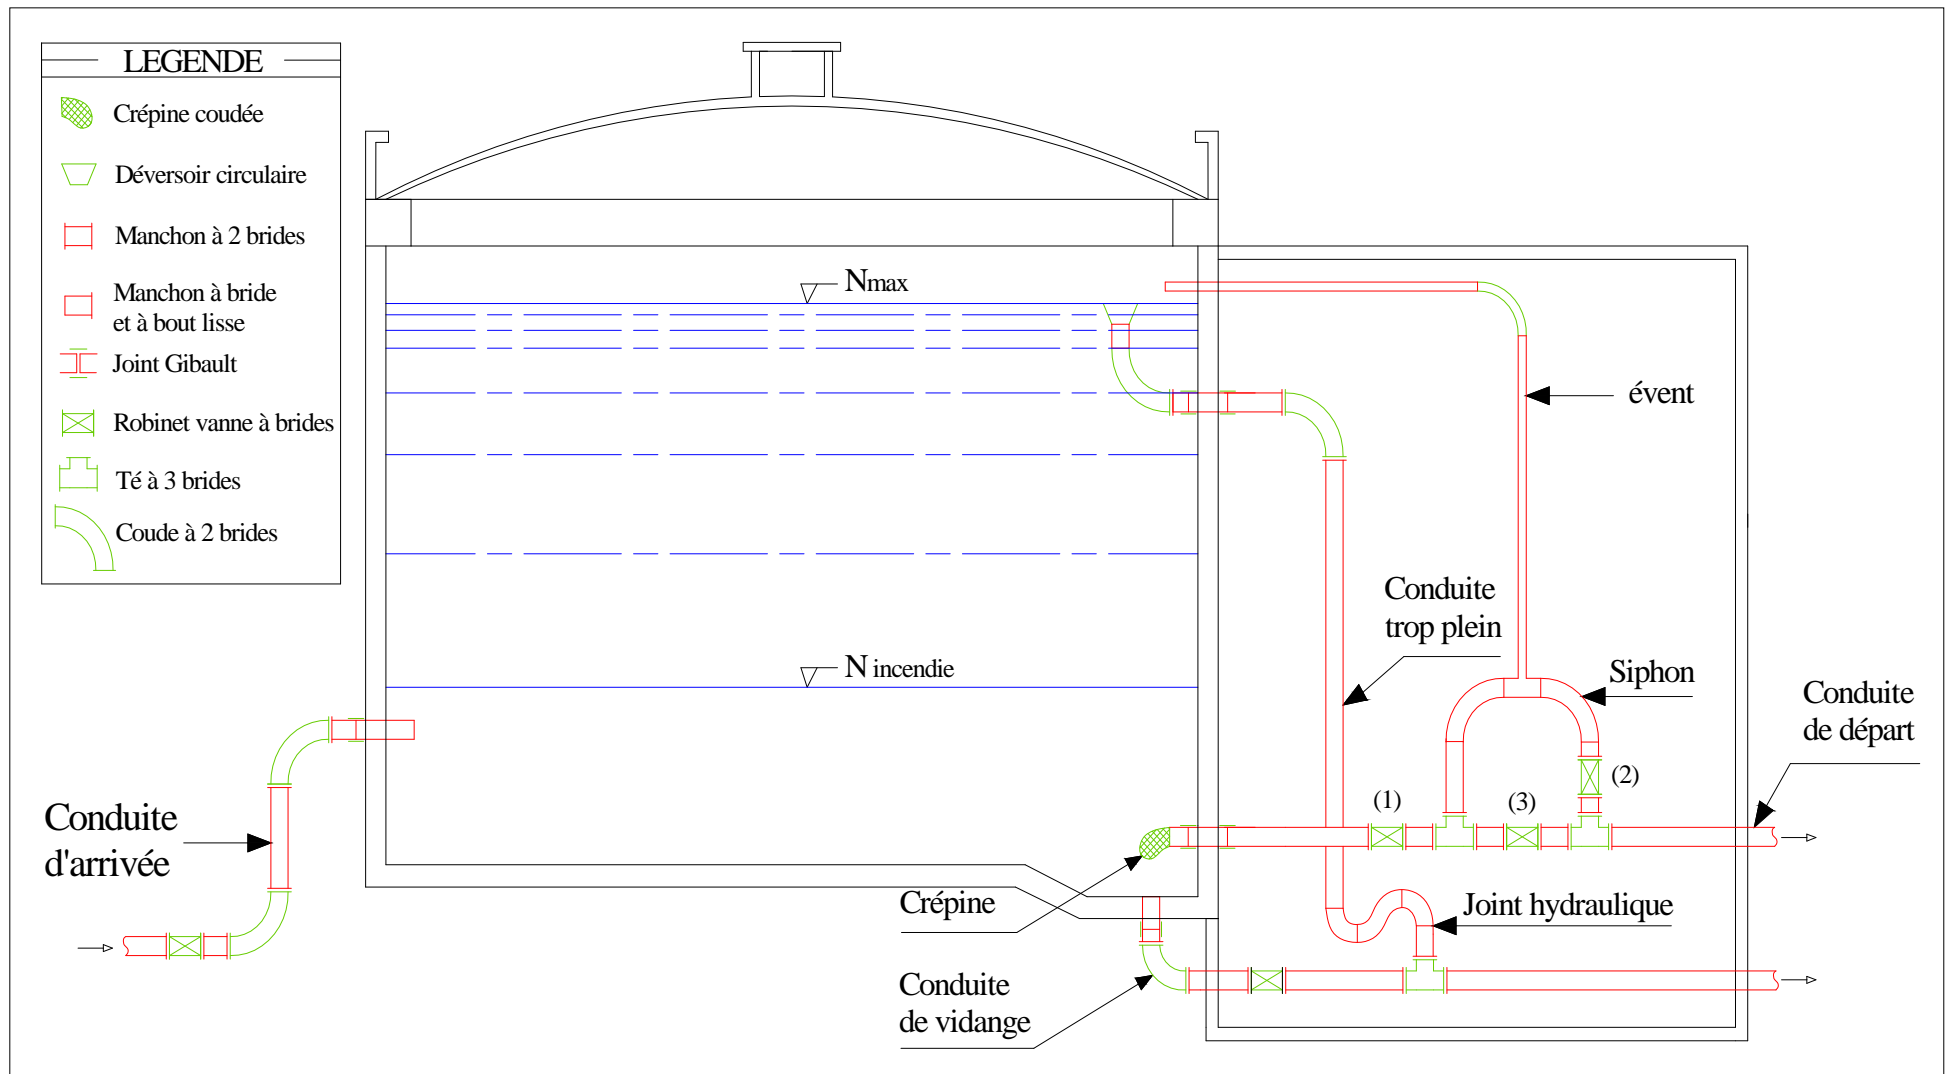 LEGENDE
Crépine coudée
Déversoir circulaire
Manchon à 2 brides
Manchon à bride
et à bout lisse
Joint Gibault
Robinet vanne à brides
Té à 3 brides
Coude à 2 brides
Nmax
évent
Conduite
trop plein
N incendie
Siphon
Conduite
de départ
(2)
(1)
(3)
Conduite
d'arrivée
Crépine
Joint hydraulique
Conduite
de vidange